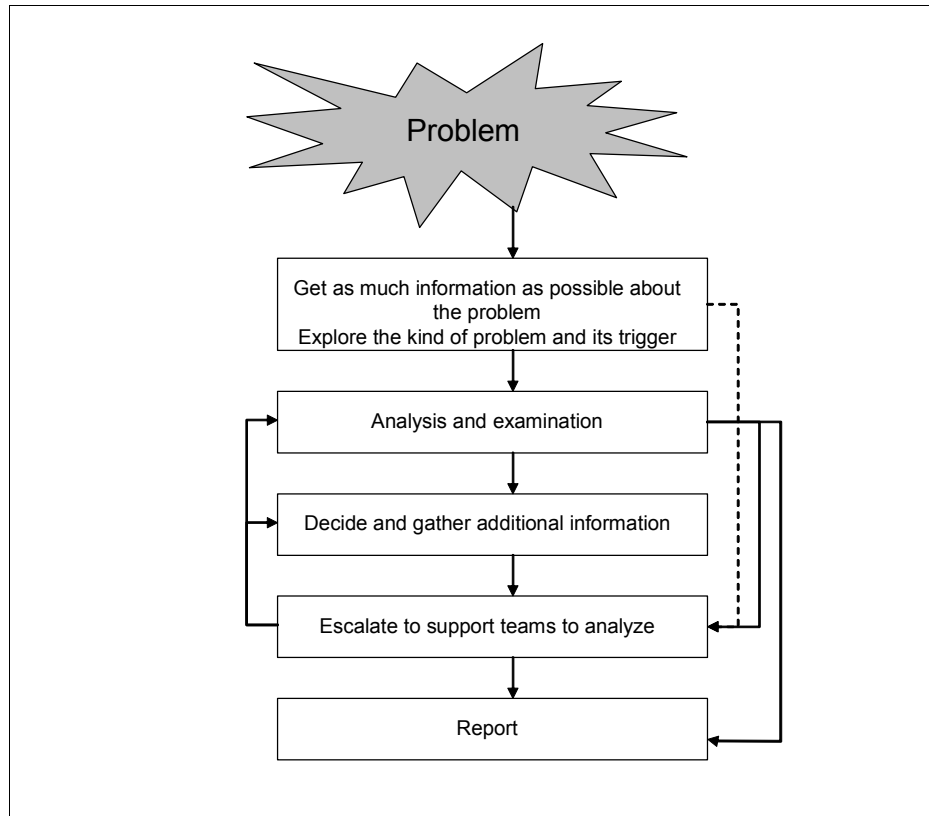 Problem
Get as much information as possible about
the problem
Explore the kind of problem and its trigger
Analysis and examination
Decide and gather additional information
Escalate to support teams to analyze
Report